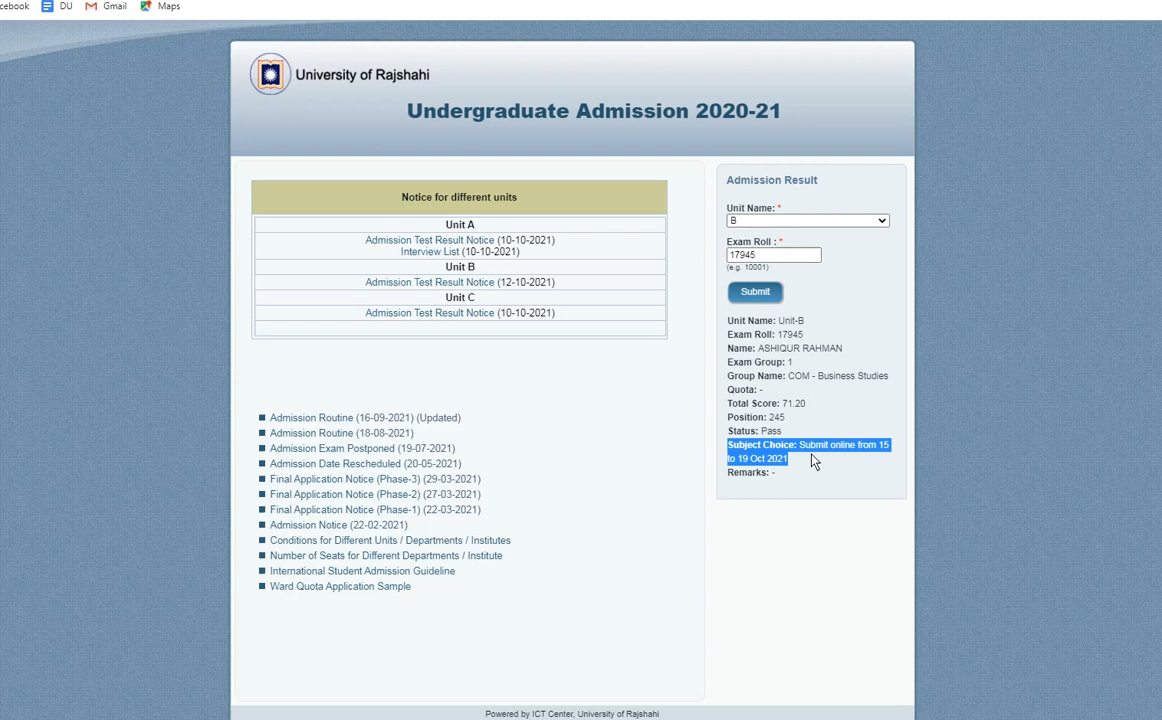 DU Gmail Maps
University of Rajshahi
Undergraduate Admission 2020-21
Notice for different units
Unit A
Admission Test Result Notice (10-10-2021)
Interview List (10-10-2021)
Unit B
Admission Test Result Notice (12-10-2021)
Unit C
Admission Test Result Notice (10-10-2021)
Admission Routine (16-09-2021) (Updated)
Admission Routine (18-08-2021)
Admission Exam Postponed (19-07-2021)
Admission Date Rescheduled (20-05-2021)
Final Application Notice (Phase-3) (29-03-2021)
Final Application Notice (Phase-2) (27-03-2021)
Final Application Notice (Phase-1) (22-03-2021)
Admission Notice (22-02-2021)
Conditions for Different Units / Departments / Institutes
Number of Seats for Different Departments / Institute
International Student Admission Guideline
Ward Quota Application Sample
Admission Result
Unit Name: *
B
Exam Roll : *
17945
(e.g. 10001)
Submit
Unit Name: Unit-B
Exam Roll: 17945
Name: ASHIQUR RAHMAN
Exam Group: 1
Group Name: COM - Business Studies
Quota: -
Total Score: 71.20
Position: 245
Status: Pass
Subject Choice: Submit online from 15
to 19 Oct 2021
Remarks: -
Powered by ICT Center, University of Rajshahi